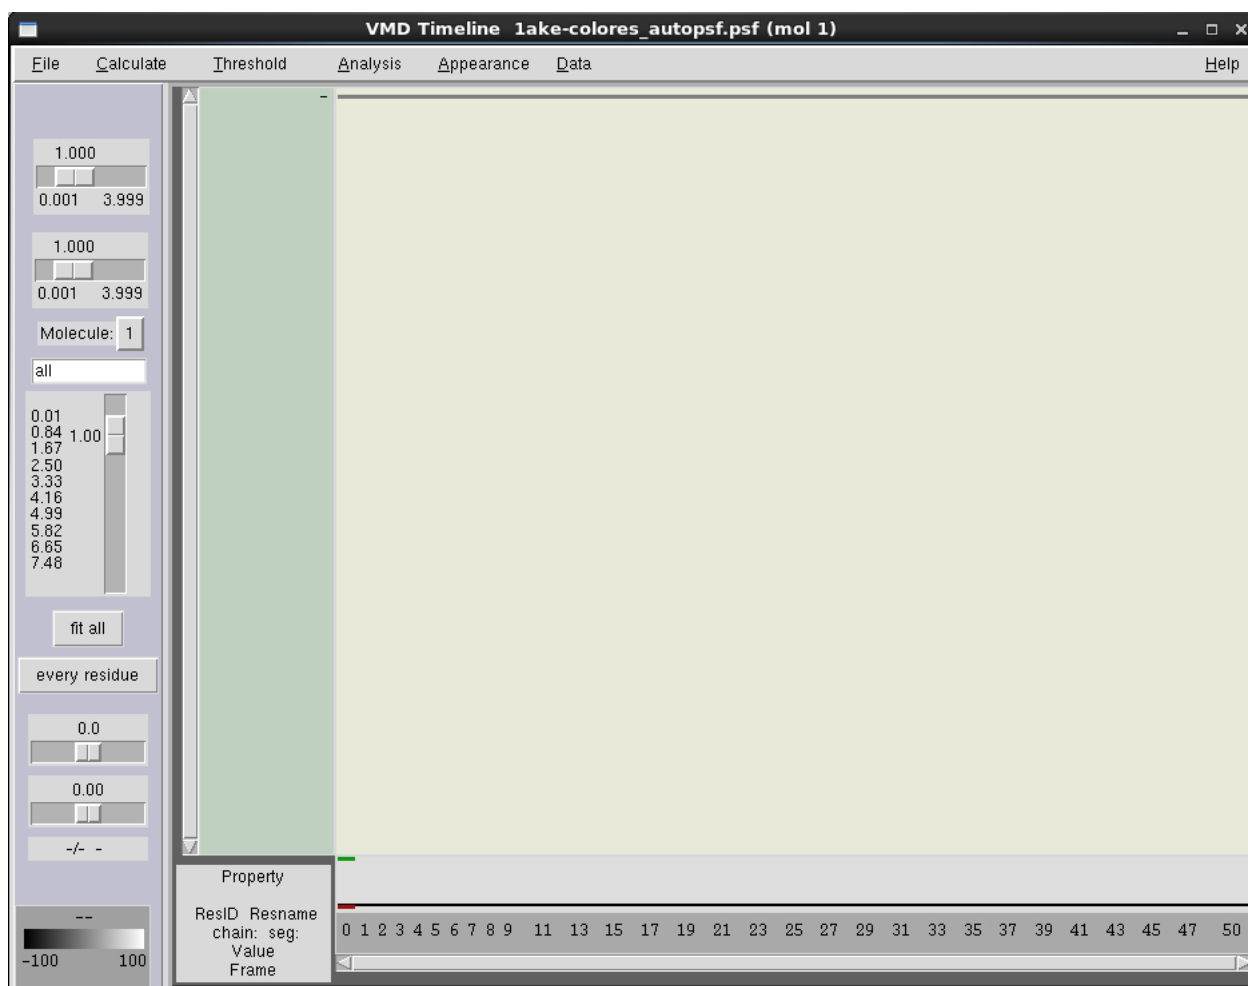 VMD Timeline  1ake-colores_autopsf.psf (mol 1)
File Calculate Threshold Analysis Appearance Data Help
-
1.000
0.001 3.999
1.000
0.001 3.999
Molecule: 1
all
0.01
0.84
1.00
1.67
2.50
3.33
4.16
4.99
5.82
6.65
7.48
fit all
every residue
0.0
0.00
-/- -
--
-100 100
Property
ResID Resname
chain: seg:
Value
Frame
0 1 2 3 4 5 6 7 8 9 11 13 15 17 19 21 23 25 27 29 31 33 35 37 39 41 43 45 47 50